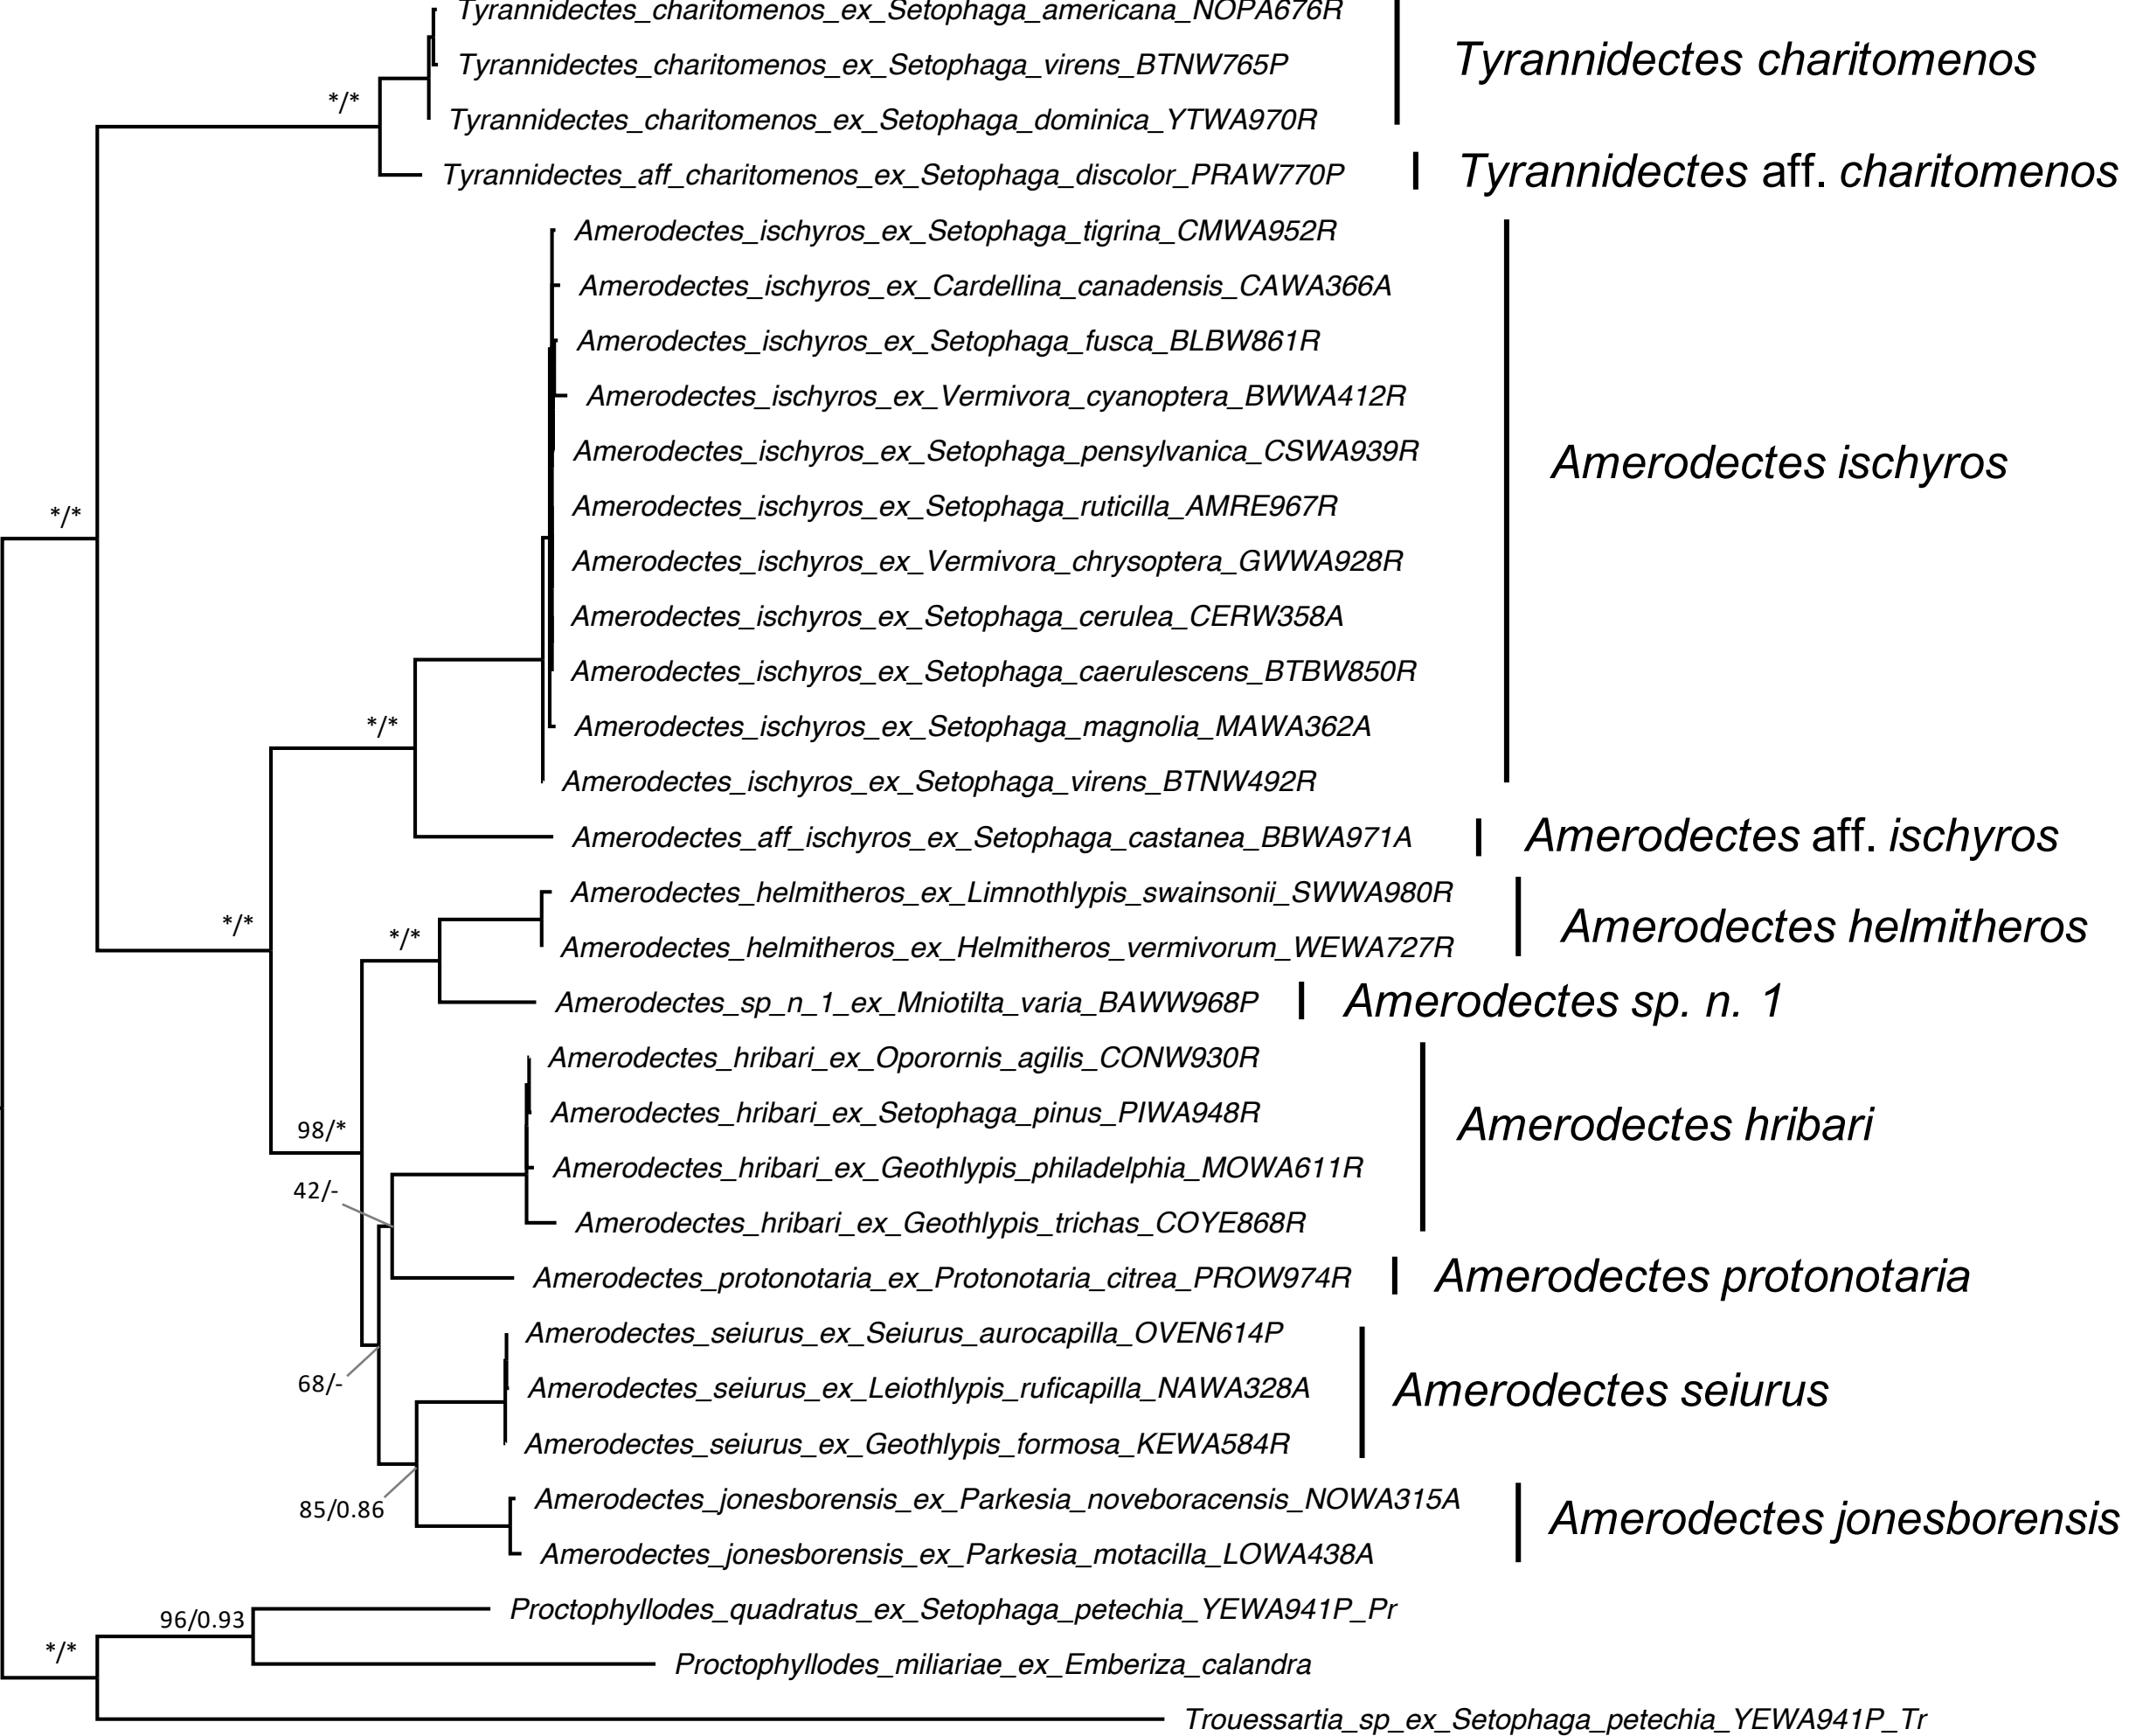 Tyrannidectes_charitomenos_ex_Setophaga_americana_NOPA676R
Tyrannidectes_charitomenos_ex_Setophaga_virens_BTNW765P
Tyrannidectes charitomenos
*/*
Tyrannidectes_charitomenos_ex_Setophaga_dominica_YTWA970R
Tyrannidectes_aff_charitomenos_ex_Setophaga_discolor_PRAW770P
Tyrannidectes aff. charitomenos
Amerodectes_ischyros_ex_Setophaga_tigrina_CMWA952R
Amerodectes_ischyros_ex_Cardellina_canadensis_CAWA366A
Amerodectes_ischyros_ex_Setophaga_fusca_BLBW861R
Amerodectes_ischyros_ex_Vermivora_cyanoptera_BWWA412R
Amerodectes_ischyros_ex_Setophaga_pensylvanica_CSWA939R
Amerodectes ischyros
*/*
Amerodectes_ischyros_ex_Setophaga_ruticilla_AMRE967R
Amerodectes_ischyros_ex_Vermivora_chrysoptera_GWWA928R
Amerodectes_ischyros_ex_Setophaga_cerulea_CERW358A
Amerodectes_ischyros_ex_Setophaga_caerulescens_BTBW850R
*/*
Amerodectes_ischyros_ex_Setophaga_magnolia_MAWA362A
Amerodectes_ischyros_ex_Setophaga_virens_BTNW492R
Amerodectes_aff_ischyros_ex_Setophaga_castanea_BBWA971A
Amerodectes aff. ischyros
Amerodectes_helmitheros_ex_Limnothlypis_swainsonii_SWWA980R
*/*
*/*
Amerodectes_helmitheros_ex_Helmitheros_vermivorum_WEWA727R
Amerodectes helmitheros
Amerodectes_sp_n_1_ex_Mniotilta_varia_BAWW968P
Amerodectes sp. n. 1
Amerodectes_hribari_ex_Oporornis_agilis_CONW930R
Amerodectes_hribari_ex_Setophaga_pinus_PIWA948R
Amerodectes hribari
98/*
Amerodectes_hribari_ex_Geothlypis_philadelphia_MOWA611R
42/-
Amerodectes_hribari_ex_Geothlypis_trichas_COYE868R
Amerodectes_protonotaria_ex_Protonotaria_citrea_PROW974R
Amerodectes protonotaria
Amerodectes_seiurus_ex_Seiurus_aurocapilla_OVEN614P
68/-
Amerodectes_seiurus_ex_Leiothlypis_ruficapilla_NAWA328A
Amerodectes seiurus
Amerodectes_seiurus_ex_Geothlypis_formosa_KEWA584R
85/0.86
Amerodectes_jonesborensis_ex_Parkesia_noveboracensis_NOWA315A
Amerodectes jonesborensis
Amerodectes_jonesborensis_ex_Parkesia_motacilla_LOWA438A
96/0.93
Proctophyllodes_quadratus_ex_Setophaga_petechia_YEWA941P_Pr
*/*
Proctophyllodes_miliariae_ex_Emberiza_calandra
Trouessartia_sp_ex_Setophaga_petechia_YEWA941P_Tr